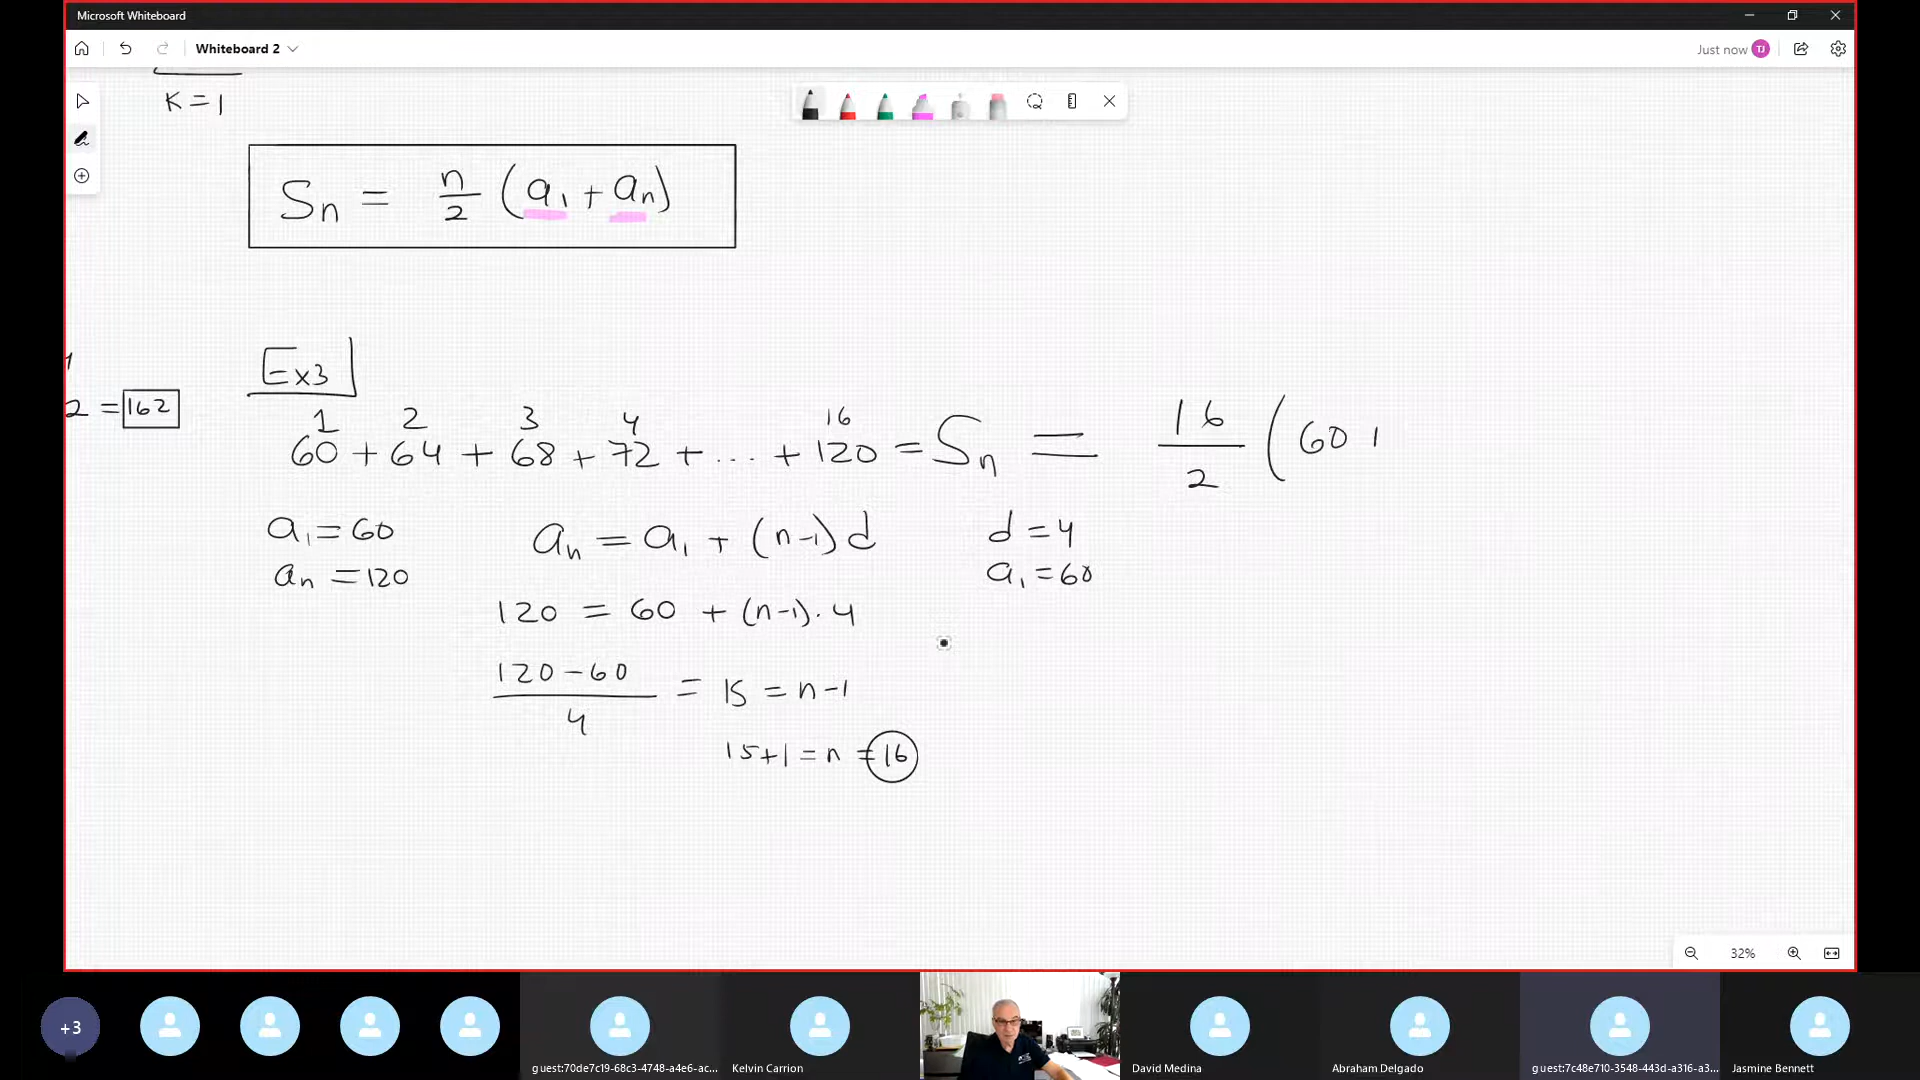 Microsoft Whiteboard
Whiteboard 2
Just now TJ
K = 1
Sn = n/2 (a1 + an)
Ex3
2 = 162
1 2 3 4 16
60 + 64 + 68 + 72 + ... + 120 = Sn = 16/2 (60 +
a1 = 60
an = 120
an = a1 + (n-1) d
d = 4
a1 = 60
120 = 60 + (n-1) . 4
120 - 60 / 4 = 15 = n - 1
15 + 1 = n = 16
32%
+3
guest:70de7c19-68c3-4748-a4e6-ac...
Kelvin Carrion
David Medina
Abraham Delgado
guest:7c48e710-3548-443d-a316-a3...
Jasmine Bennett